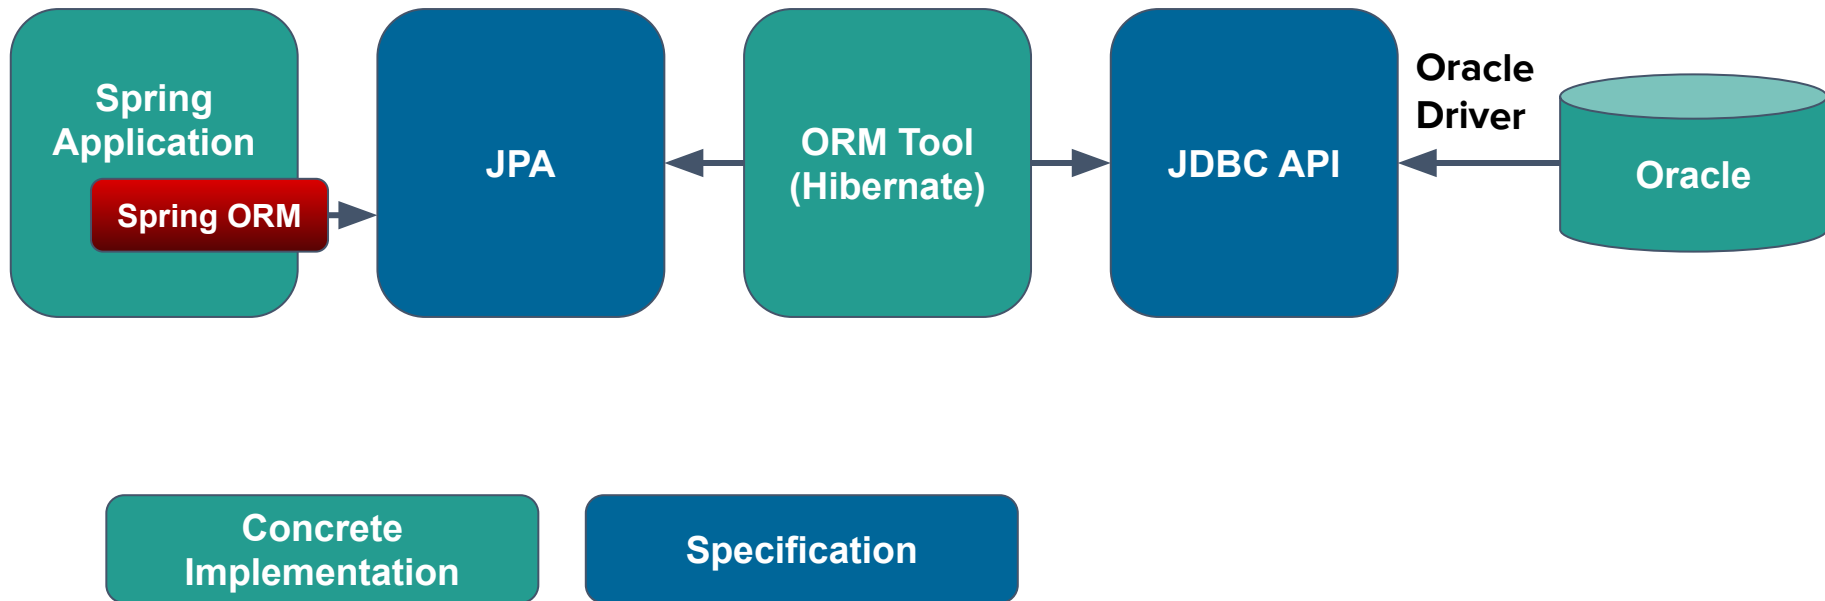 Spring
Application
Spring ORM
JPA
ORM Tool
(Hibernate)
JDBC API
Oracle
Driver
Oracle
Concrete
Implementation
Specification